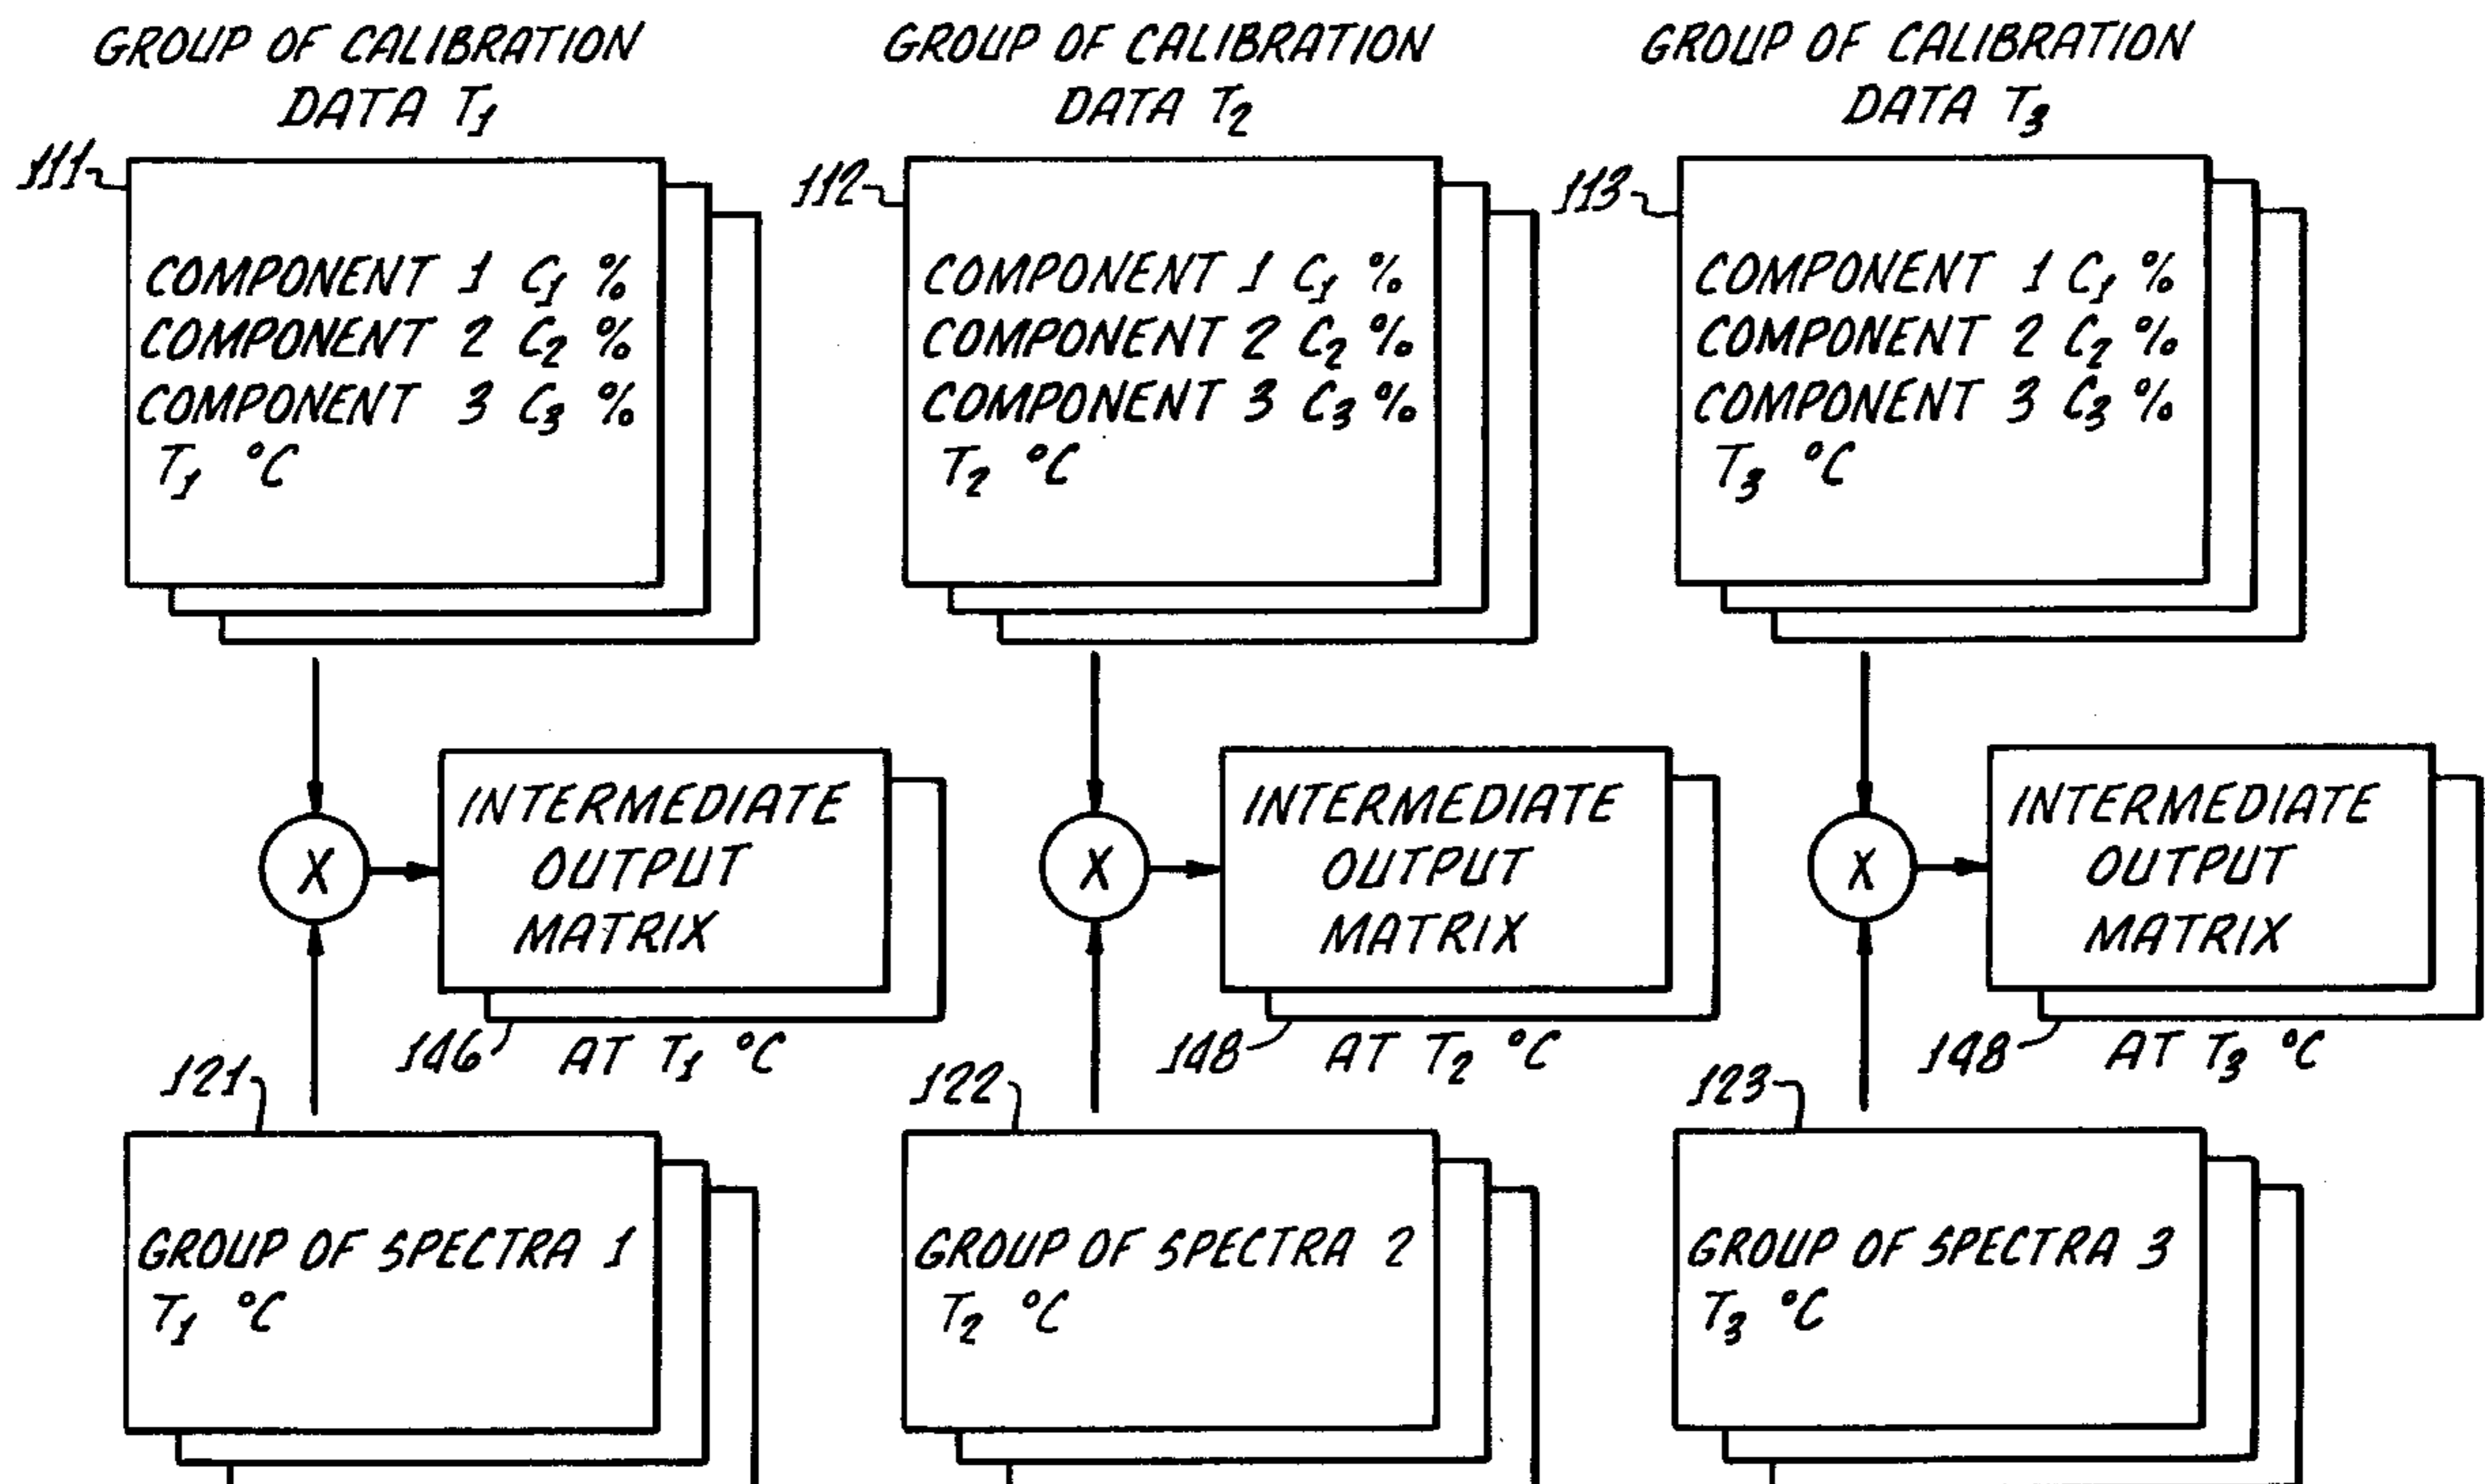 GROUP OF CALIBRATION
DATA T1
111
COMPONENT 1 C1 %
COMPONENT 2 C2 %
COMPONENT 3 C3 %
T1 °C
GROUP OF CALIBRATION
DATA T2
112
COMPONENT 1 C1 %
COMPONENT 2 C2 %
COMPONENT 3 C3 %
T2 °C
GROUP OF CALIBRATION
DATA T3
113
COMPONENT 1 C1 %
COMPONENT 2 C2 %
COMPONENT 3 C3 %
T3 °C
X
INTERMEDIATE
OUTPUT
MATRIX
146 AT T1 °C
X
INTERMEDIATE
OUTPUT
MATRIX
148 AT T2 °C
X
INTERMEDIATE
OUTPUT
MATRIX
148 AT T3 °C
121
GROUP OF SPECTRA 1
T1 °C
122
GROUP OF SPECTRA 2
T2 °C
123
GROUP OF SPECTRA 3
T3 °C